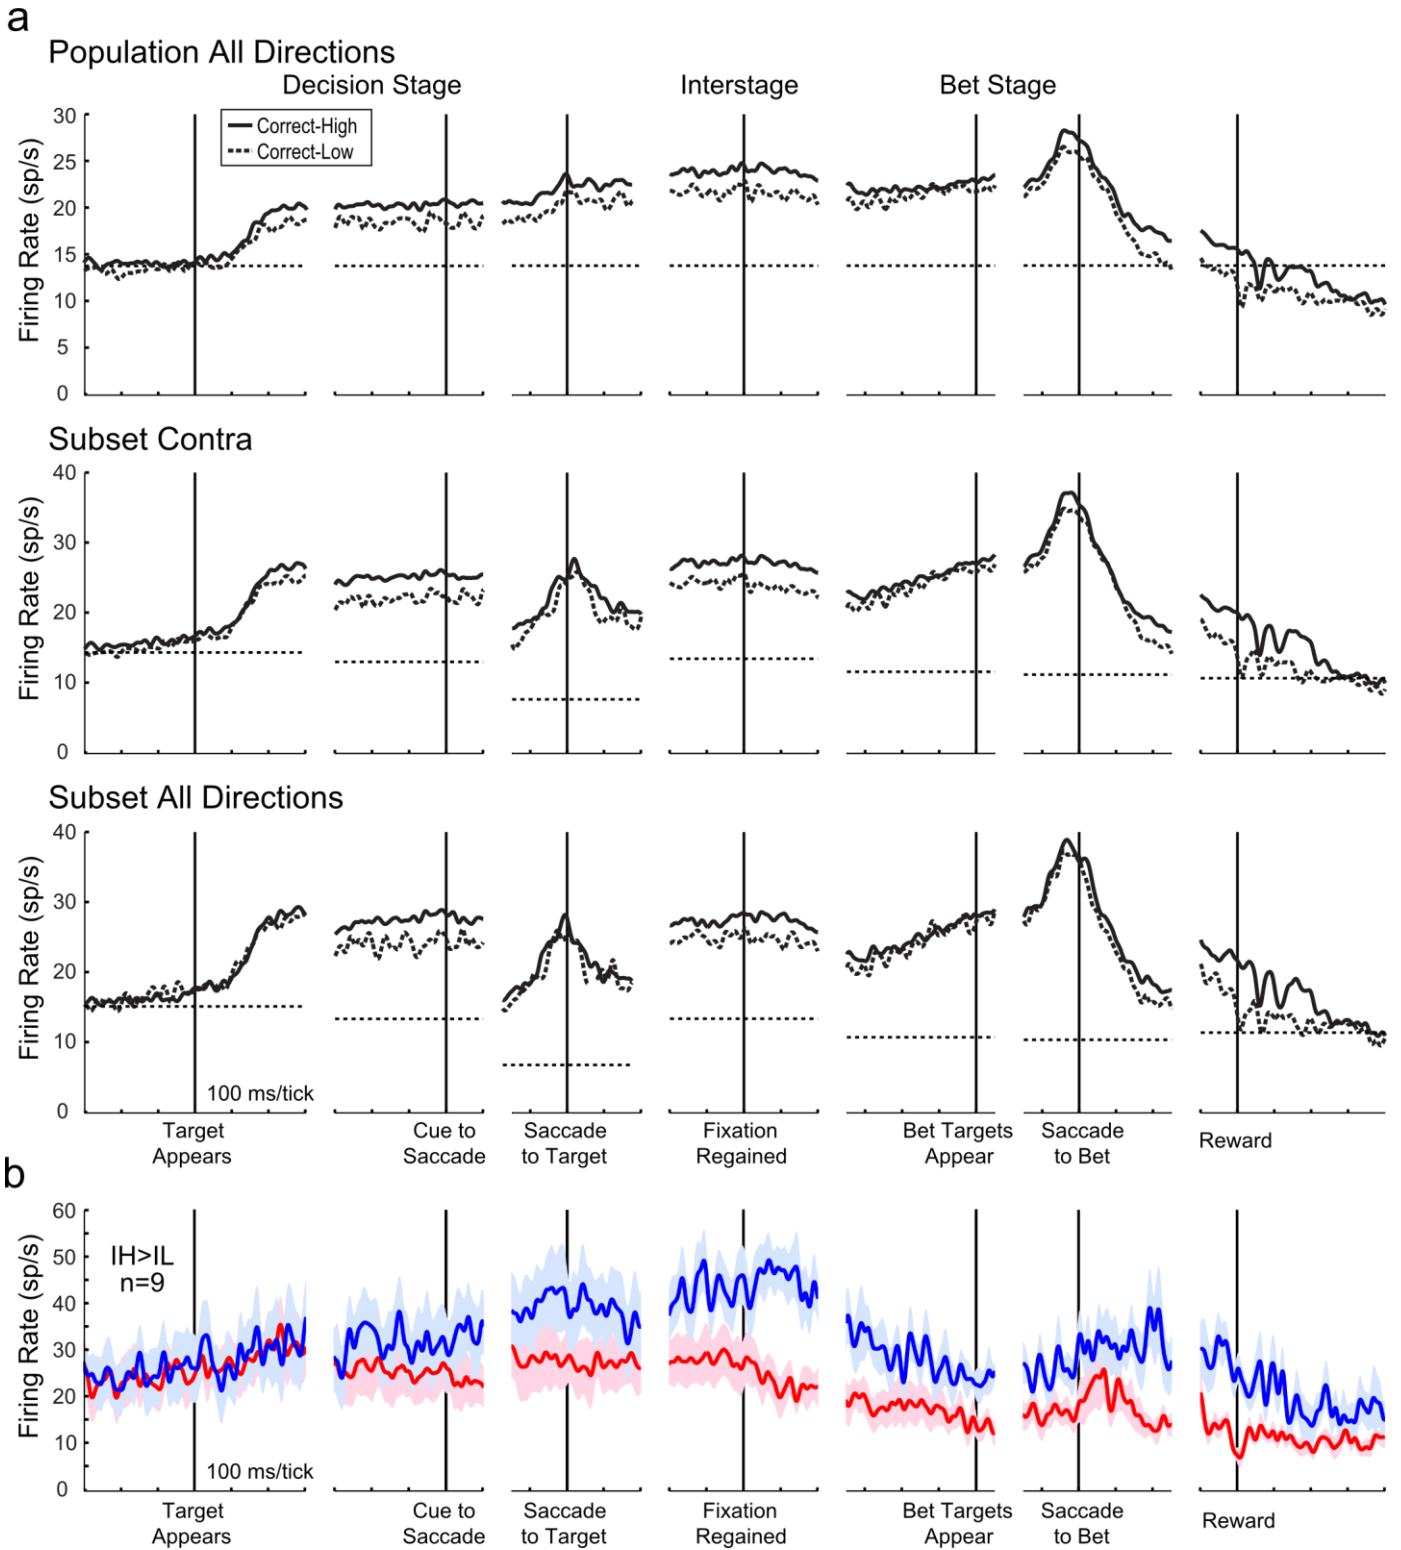 a
Population All Directions
Decision Stage
Interstage
Bet Stage
Correct-High
Correct-Low
Firing Rate (sp/s)
30
25
20
15
10
5
0
Subset Contra
Firing Rate (sp/s)
40
30
20
10
0
Subset All Directions
Firing Rate (sp/s)
40
30
20
10
0
100 ms/tick
Target
Appears
Cue to
Saccade
Saccade
to Target
Fixation
Regained
Bet Targets
Appear
Saccade
to Bet
Reward
b
Firing Rate (sp/s)
60
50
40
30
20
10
0
IH>IL
n=9
100 ms/tick
Target
Appears
Cue to
Saccade
Saccade
to Target
Fixation
Regained
Bet Targets
Appear
Saccade
to Bet
Reward